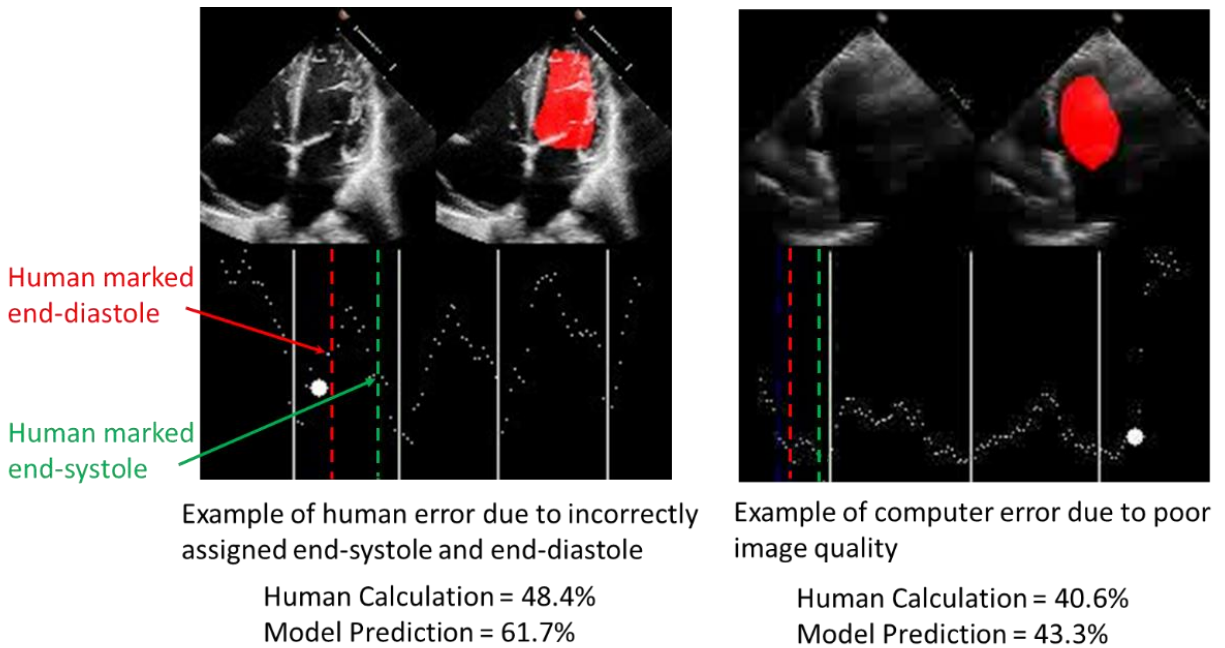 Human marked
end-diastole
Human marked
end-systole
Example of human error due to incorrectly
assigned end-systole and end-diastole
Human Calculation = 48.4%
Model Prediction = 61.7%
Example of computer error due to poor
image quality
Human Calculation = 40.6%
Model Prediction = 43.3%